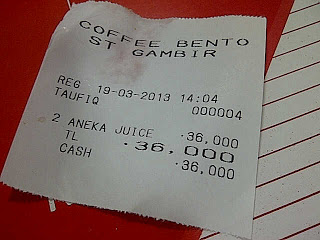 COFFEE BENTO
ST GAMBIR
REG 19-03-2013 14:04
TAUFIQ 000004
2 ANEKA JUICE ·36,000
TL ·36,000
CASH ·36,000